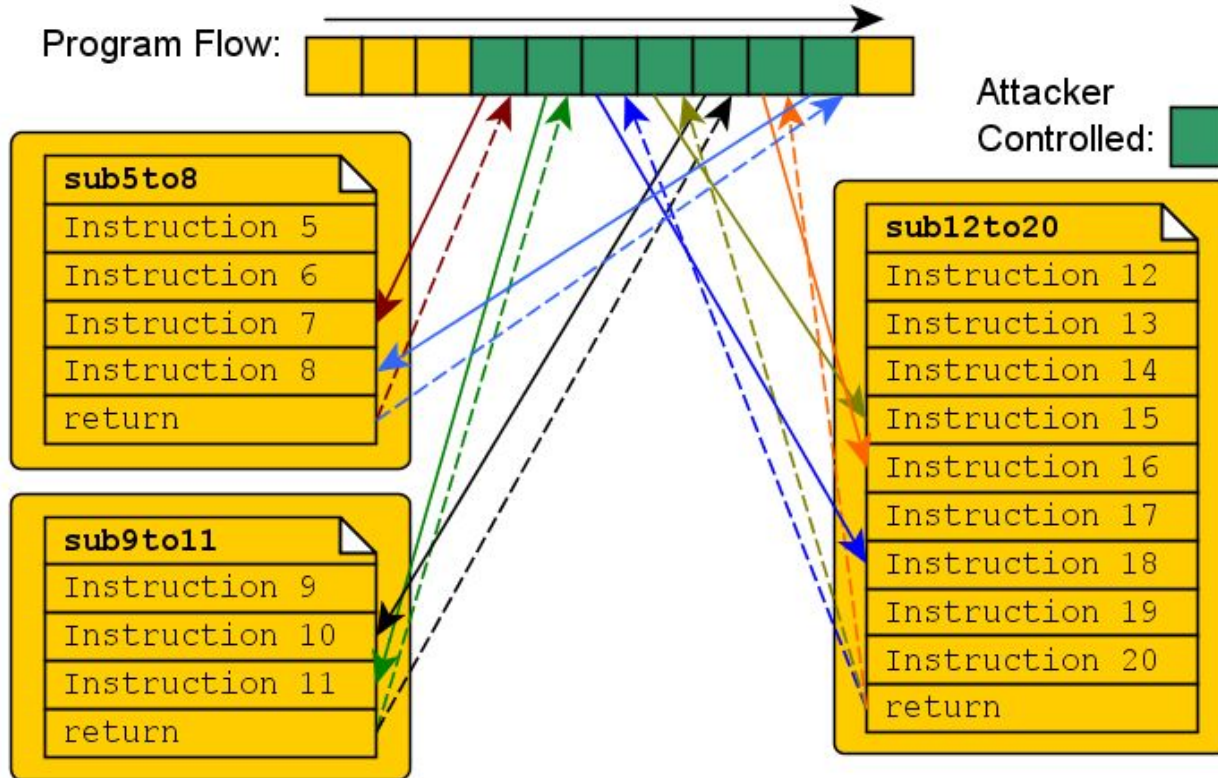 Program Flow:
Attacker
Controlled:
sub5to8
Instruction 5
Instruction 6
Instruction 7
Instruction 8
return
sub9to11
Instruction 9
Instruction 10
Instruction 11
return
sub12to20
Instruction 12
Instruction 13
Instruction 14
Instruction 15
Instruction 16
Instruction 17
Instruction 18
Instruction 19
Instruction 20
return